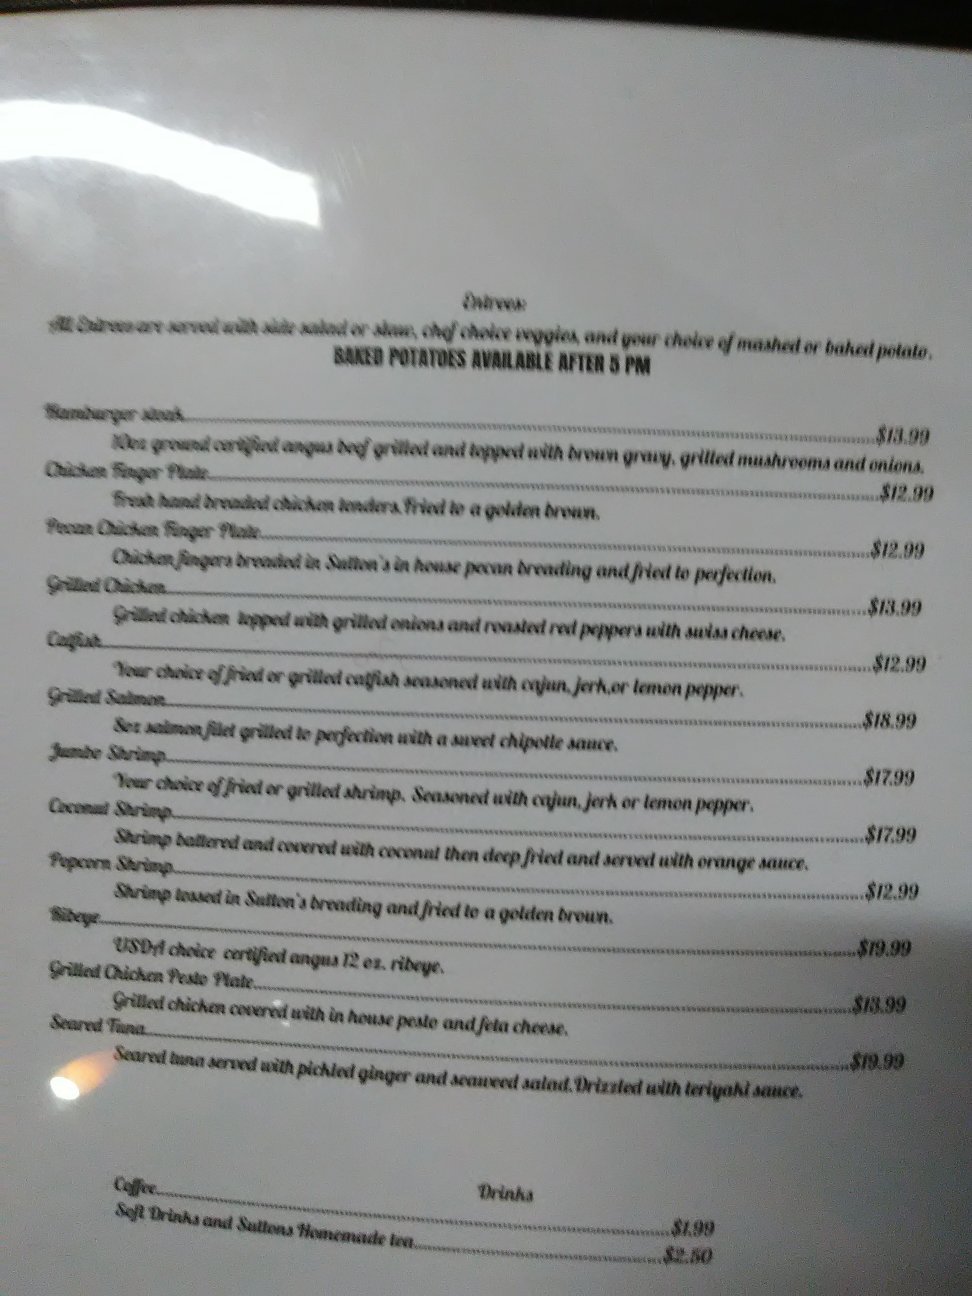 Entrees:
All Entrees are served with side salad or slaw, chef choice veggies, and your choice of mashed or baked potato.
BAKED POTATOES AVAILABLE AFTER 5 PM
Hamburger steak $13.99
10oz ground certified angus beef grilled and topped with brown gravy, grilled mushrooms and onions.
Chicken Finger Plate $12.99
Fresh hand breaded chicken tenders. Fried to a golden brown.
Pecan Chicken Finger Plate $12.99
Chicken fingers breaded in Sutton's in house pecan breading and fried to perfection.
Grilled Chicken $13.99
Grilled chicken topped with grilled onions and roasted red peppers with swiss cheese.
Catfish $12.99
Your choice of fried or grilled catfish seasoned with cajun, jerk, or lemon pepper.
Grilled Salmon $18.99
8oz salmon filet grilled to perfection with a sweet chipotle sauce.
Jumbo Shrimp $17.99
Your choice of fried or grilled shrimp. Seasoned with cajun, jerk or lemon pepper.
Coconut Shrimp $17.99
Shrimp battered and covered with coconut then deep fried and served with orange sauce.
Popcorn Shrimp $12.99
Shrimp tossed in Sutton's breading and fried to a golden brown.
Ribeye $19.99
USDA choice certified angus 12 oz. ribeye.
Grilled Chicken Pesto Plate $13.99
Grilled chicken covered with in house pesto and feta cheese.
Seared Tuna $19.99
Seared tuna served with pickled ginger and seaweed salad. Drizzled with teriyaki sauce.
Drinks
Coffee $1.99
Soft Drinks and Suttons Homemade tea $2.50